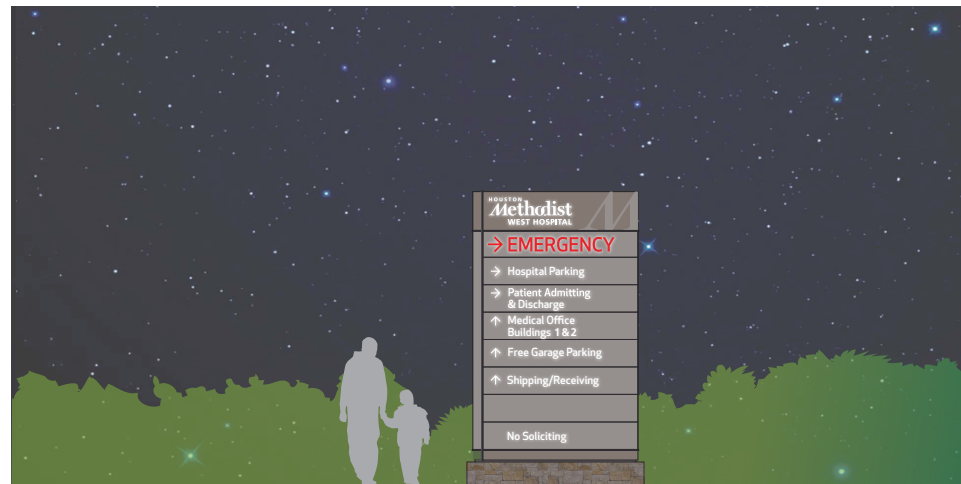 HOUSTON
Methodist
WEST HOSPITAL
→ EMERGENCY
→ Hospital Parking
→ Patient Admitting
& Discharge
↑ Medical Office
Buildings 1 & 2
↑ Free Garage Parking
↑ Shipping/Receiving
No Soliciting